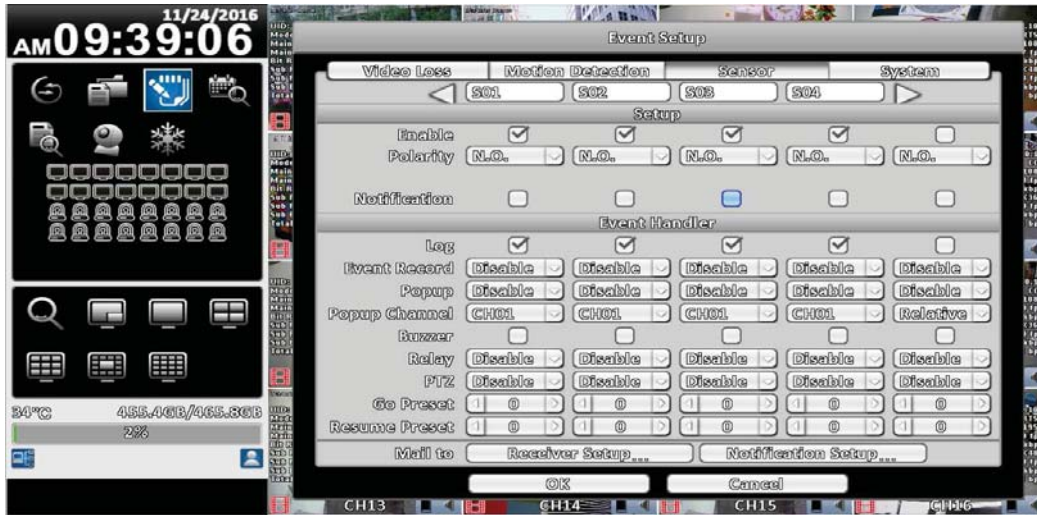 11/24/2016
AM09:39:06
34°C 455.4GB/465.8GB
2%
Event Setup
Video Loss Motion Detection Sensor System
S01 S02 S03 S04
Setup
Enable
Polarity N.O. N.O. N.O. N.O. N.O.
Notification
Event Handler
Log
Event Record Disable Disable Disable Disable Disable
Popup Disable Disable Disable Disable Disable
Popup Channel CH01 CH01 CH01 CH01 Relative
Buzzer
Relay Disable Disable Disable Disable Disable
PTZ Disable Disable Disable Disable Disable
Go Preset 0 0 0 0 0
Resume Preset 0 0 0 0 0
Mail to Receiver Setup... Notification Setup...
OK Cancel
CH13 CH14 CH15 CH16